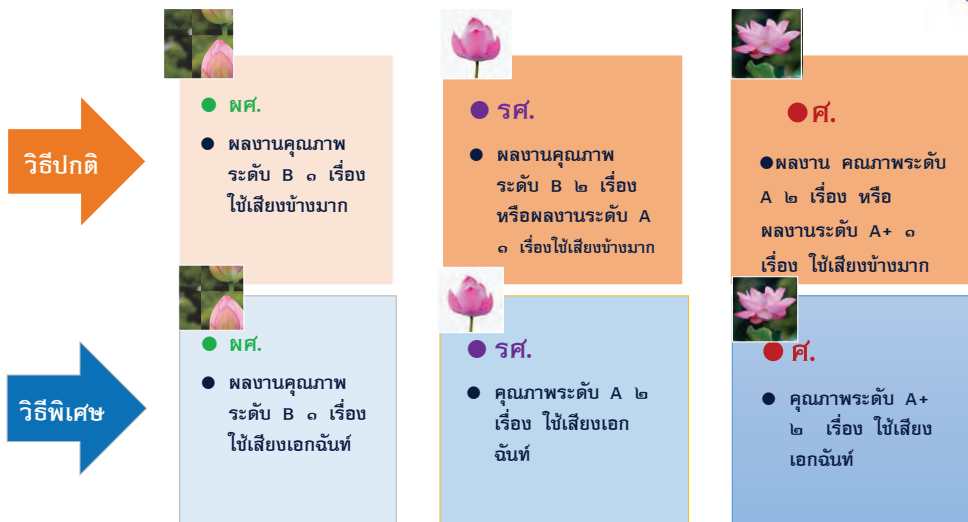 วิธีปกติ
● ผศ.
● ผลงานคุณภาพ
ระดับ B ๑ เรื่อง
ใช้เสียงข้างมาก
● รศ.
● ผลงานคุณภาพ
ระดับ B ๒ เรื่อง
หรือผลงานระดับ A
๑ เรื่องใช้เสียงข้างมาก
● ศ.
●ผลงาน คณภาพระดับ
A ๒ เรื่อง หรือ
ผลงานระดับ A+ ๑
เรื่อง ใช้เสียงข้างมาก
วิธีพิเศษ
● ผศ.
● ผลงานคุณภาพ
ระดับ B ๑ เรื่อง
ใช้เสียงเอกฉันท์
● รศ.
● คุณภาพระดับ A ๒
เรื่อง ใช้เสียงเอก
ฉันท์
● ศ.
● คุณภาพระดับ A+
๒ เรื่อง ใช้เสียง
เอกฉันท์